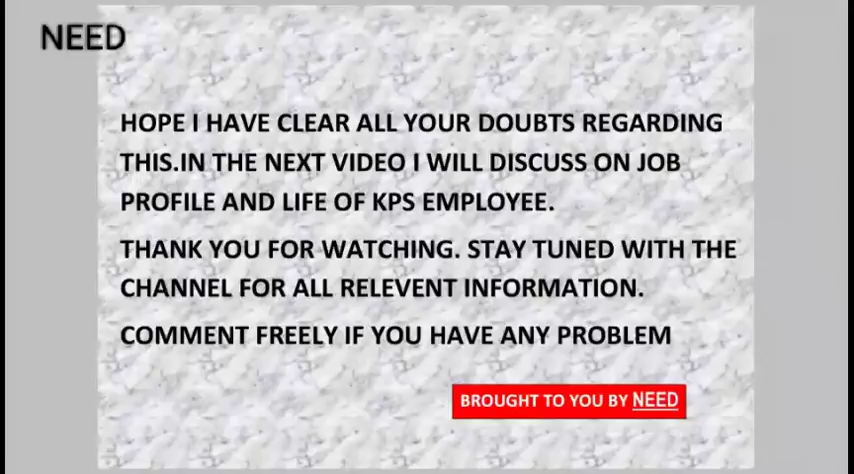 NEED
HOPE I HAVE CLEAR ALL YOUR DOUBTS REGARDING
THIS.IN THE NEXT VIDEO I WILL DISCUSS ON JOB
PROFILE AND LIFE OF KPS EMPLOYEE.
THANK YOU FOR WATCHING. STAY TUNED WITH THE
CHANNEL FOR ALL RELEVENT INFORMATION.
COMMENT FREELY IF YOU HAVE ANY PROBLEM
BROUGHT TO YOU BY NEED